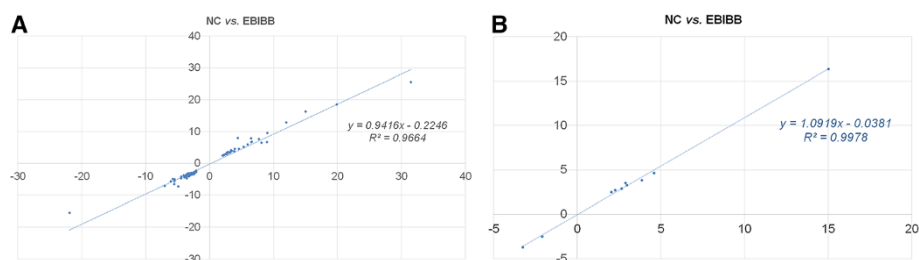 A
NC vs. EBIBB
40
30
20
10
0
-30 -20 -10 0 10 20 30 40
-10
-20
-30
y = 0.9416x - 0.2246
R² = 0.9664
B
NC vs. EBIBB
20
15
10
5
0
-5 0 5 10 15 20
-5
y = 1.0919x - 0.0381
R² = 0.9978